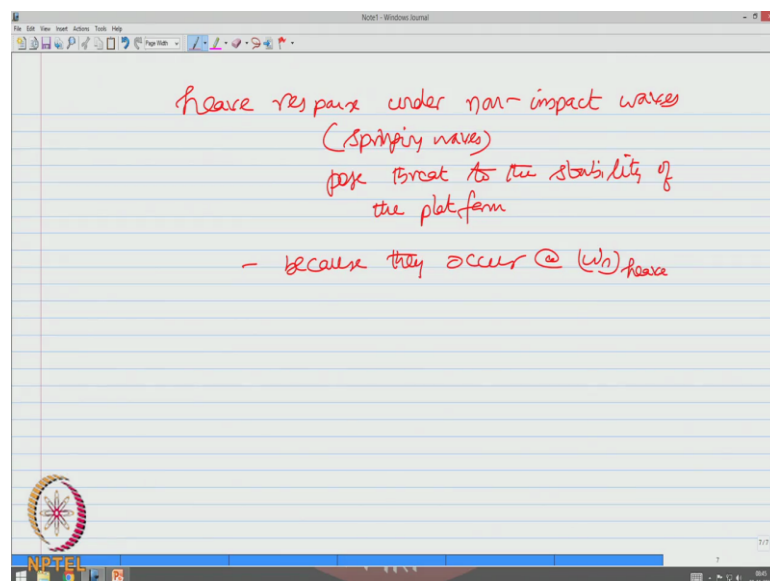 Note1 - Windows Journal
File Edit View Insert Actions Tools Help
Page Width
heave response under non-impact waves
(springing waves)
pose threat to the stability of
the platform
- because they occur @ (ωn) heave
NPTEL
7/7
7